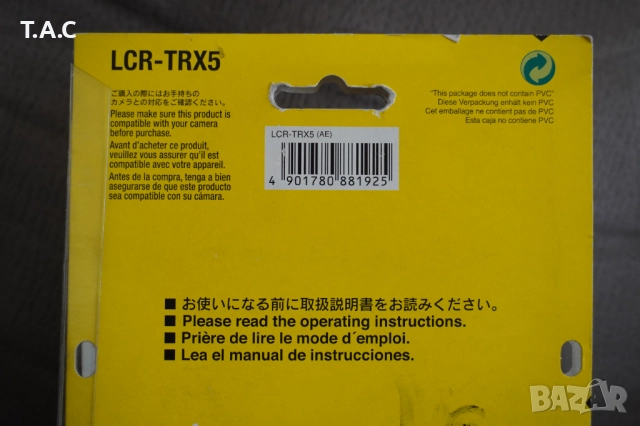 T.A.C
LCR-TRX5
ご購入の際にはお手持ちの
カメラとの対応をご確認ください。
Please make sure this product is
compatible with your camera
before purchase.
Avant d'acheter ce produit,
veuillez vous assurer qu'il est
compatible avec votre appareil.
Antes de la compra, tenga a bien
asegurarse de que este producto
sea compatible con su cámara.
"This package does not contain PVC"
Diese Verpackung enhält kein PVC
Cet emballage ne contient pas de PVC
Esta caja no contiene PVC
LCR-TRX5 (AE)
4 901780 881925
■ お使いになる前に取扱説明書をお読みください。
■ Please read the operating instructions.
■ Prière de lire le mode d´emploi.
■ Lea el manual de instrucciones.
BAZAR